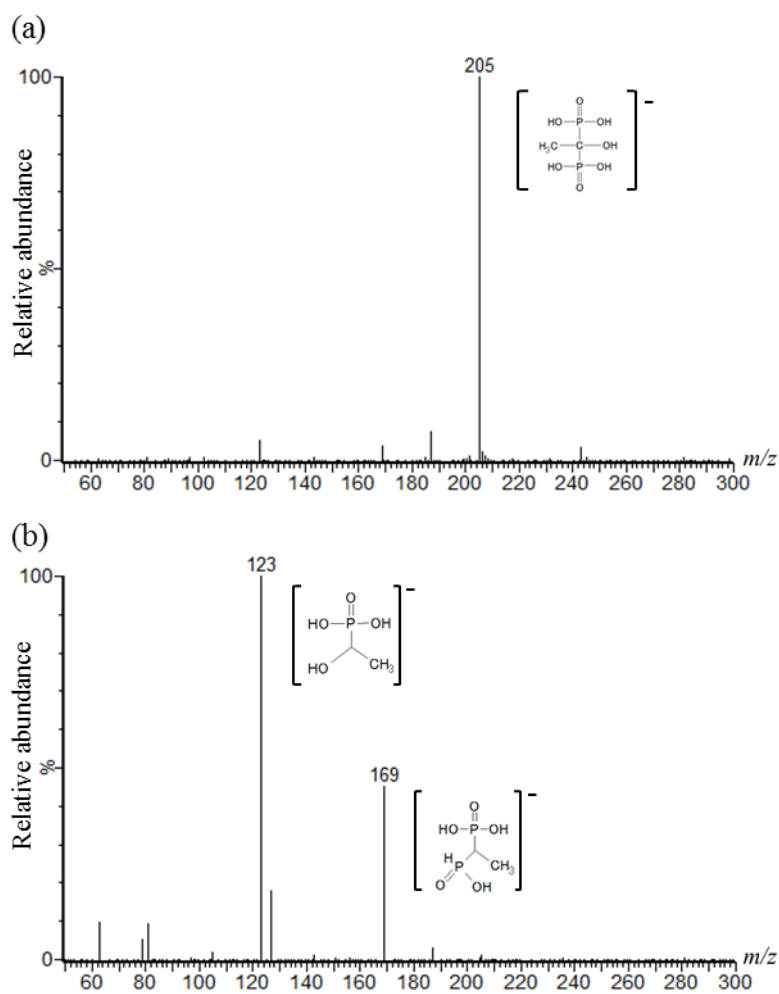 (a)
205
100
%
0
Relative abundance
60 80 100 120 140 160 180 200 220 240 260 280 300
m/z
O
HO P OH
H3C C OH
HO P OH
O
−
(b)
123
100
169
%
0
Relative abundance
60 80 100 120 140 160 180 200 220 240 260 280 300
m/z
O
HO P OH
HO CH3
−
O
HO P OH
H P CH3
O OH
−